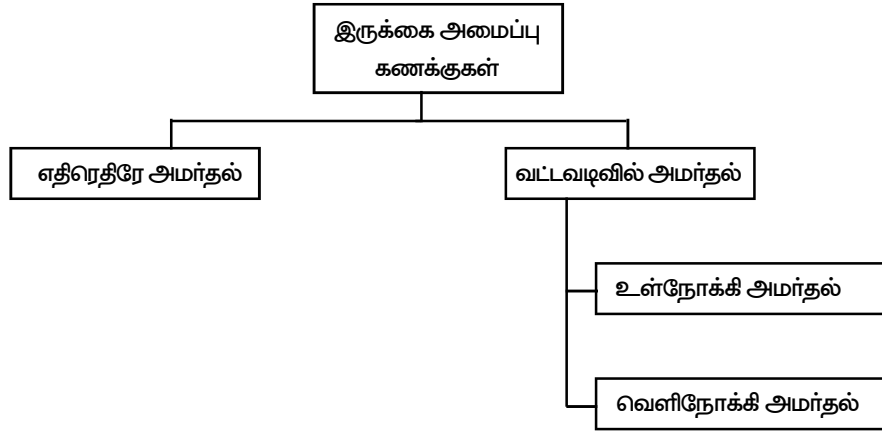 இருக்கை அமைப்பு
கணக்குகள்
எதிரெதிரே அமர்தல்
வட்டவடிவில் அமர்தல்
உள்நோக்கி அமர்தல்
வெளிநோக்கி அமர்தல்